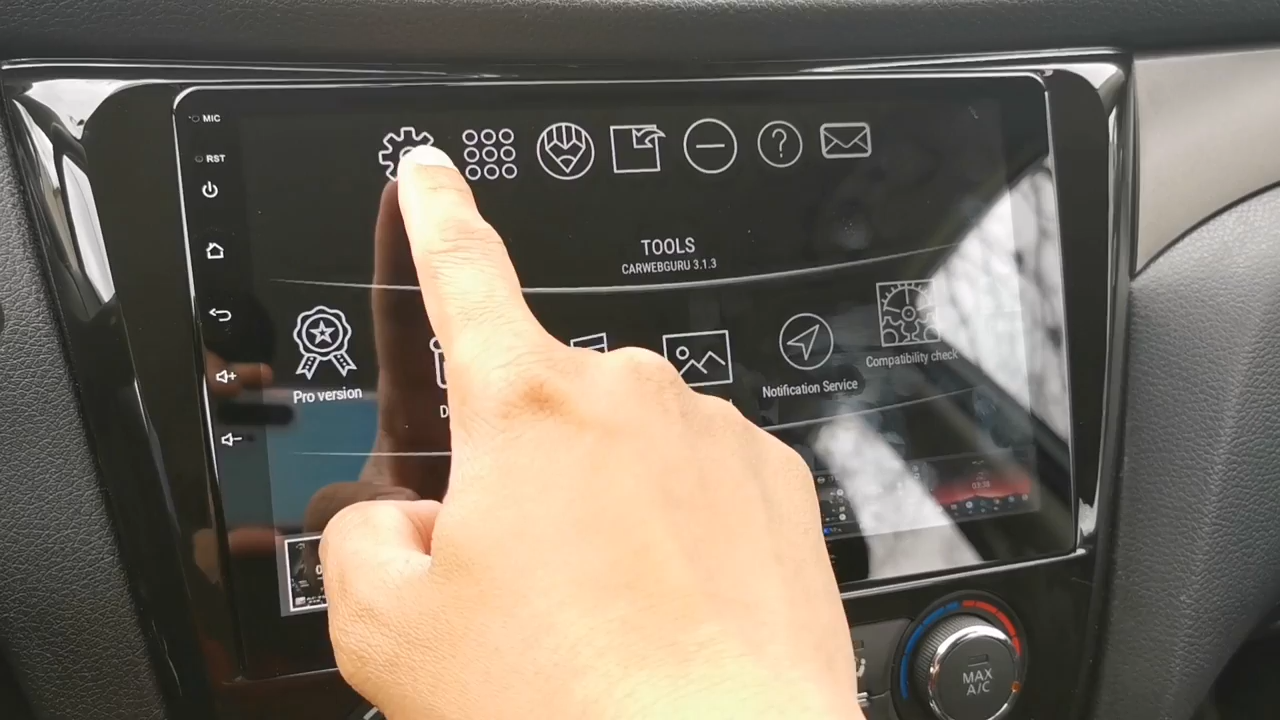 MIC
RST
TOOLS
CARWEBGURU 3.1.3
Pro version
Notification Service
Compatibility check
MAX
A/C